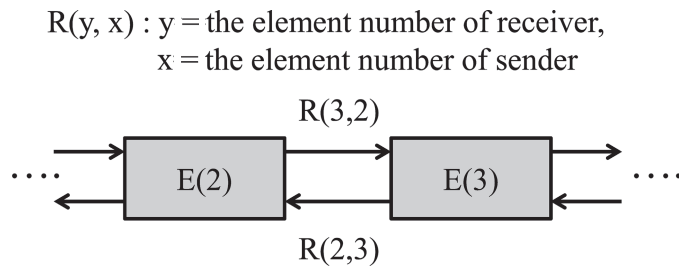 R(y, x) : y = the element number of receiver,
x = the element number of sender
R(3,2)
.... E(2) E(3) ....
R(2,3)